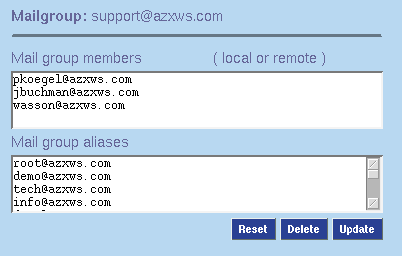 Mailgroup: support@azxws.com
Mail group members ( local or remote )
pkoegel@azxws.com
jbuchman@azxws.com
wasson@azxws.com
Mail group aliases
root@azxws.com
demo@azxws.com
tech@azxws.com
info@azxws.com
Reset Delete Update